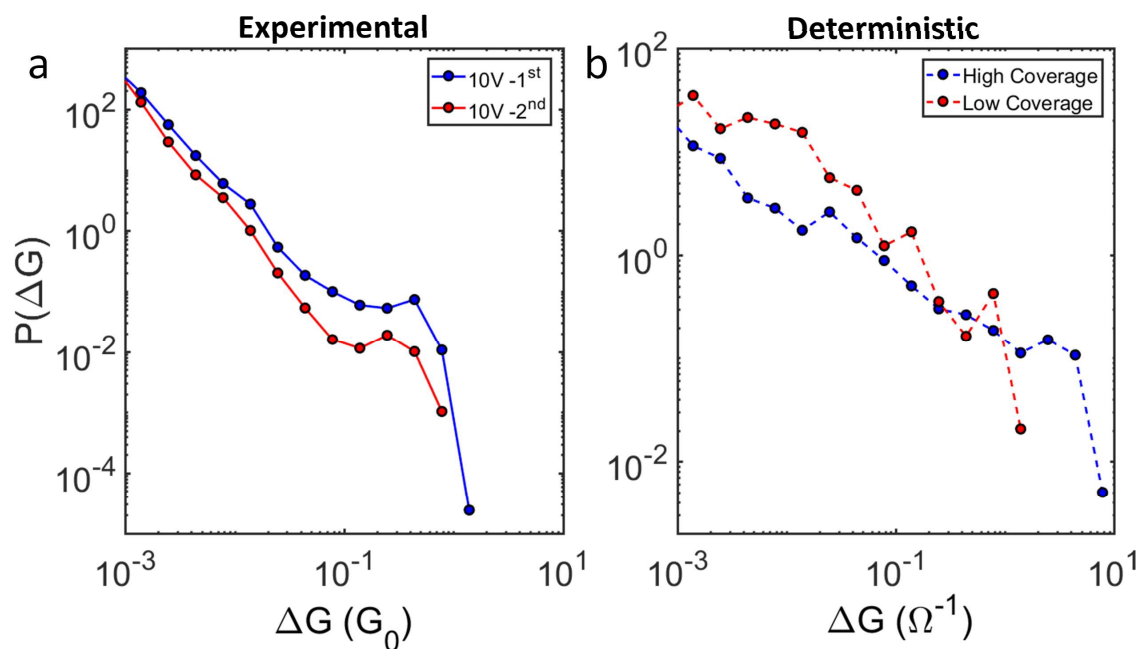 Experimental
a
10V -1st
10V -2nd
P(ΔG)
10^2
10^0
10^-2
10^-4
10^-3
10^-1
10^1
ΔG (G₀)
Deterministic
b
High Coverage
Low Coverage
10^2
10^0
10^-2
10^-3
10^-1
10^1
ΔG (Ω^-1)